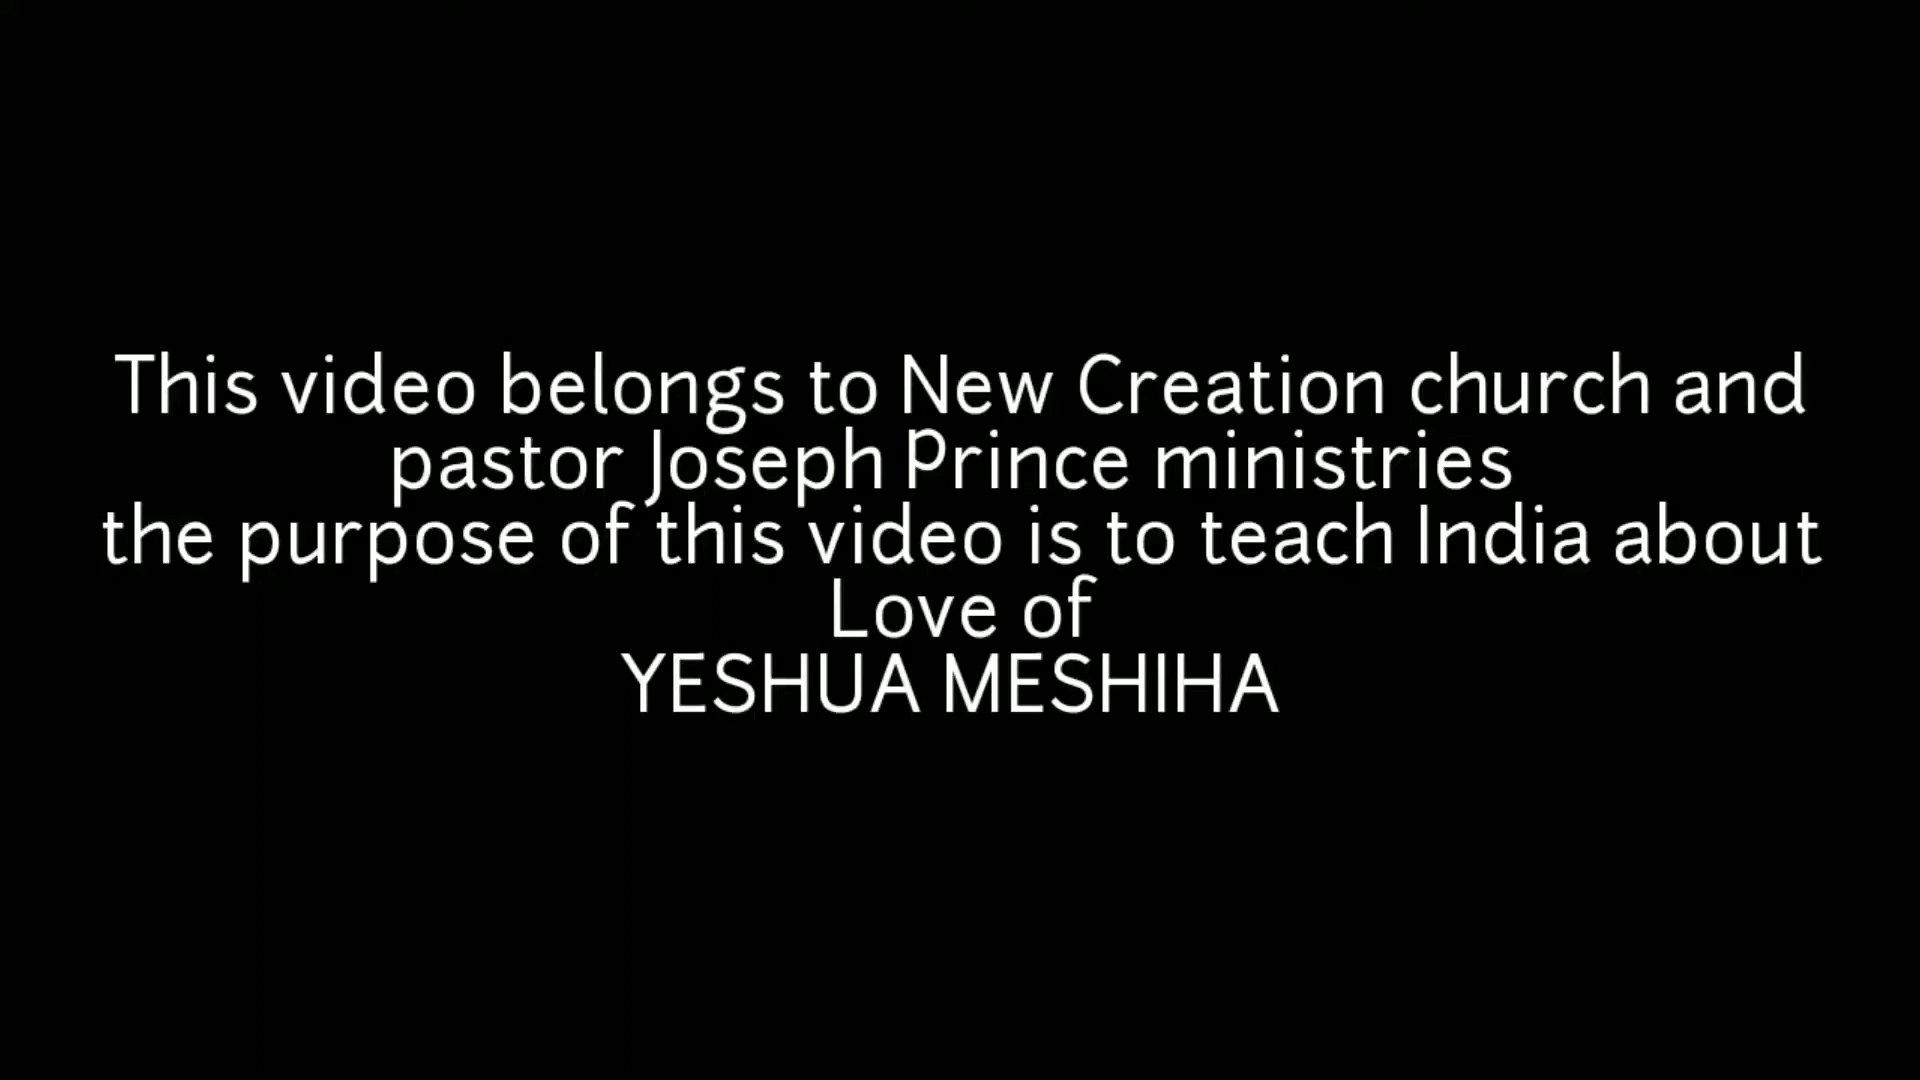 This video belongs to New Creation church and
pastor Joseph Prince ministries
the purpose of this video is to teach India about
Love of
YESHUA MESHIHA